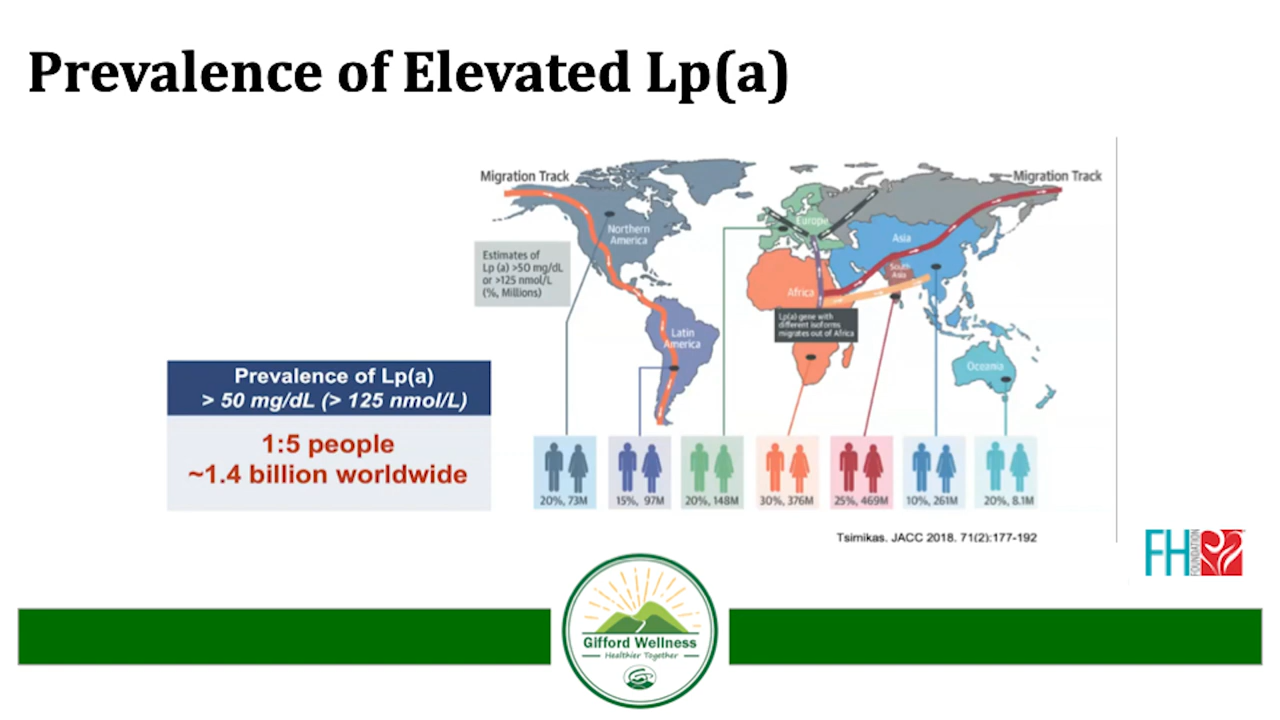 Prevalence of Elevated Lp(a)
Migration Track
Migration Track
Northern
America
Europe
Asia
South
Asia
Estimates of
Lp (a) >50 mg/dL
or >125 nmol/L
(%, Millions)
Africa
Lp(a) gene with
different isoforms
migrates out of Africa
Latin
America
Oceania
Prevalence of Lp(a)
> 50 mg/dL (> 125 nmol/L)
1:5 people
~1.4 billion worldwide
20%, 73M
15%, 97M
20%, 148M
30%, 376M
25%, 469M
10%, 261M
20%, 8.1M
Tsimikas. JACC 2018. 71(2):177-192
FH
FOUNDATION
Gifford Wellness
Healthier Together